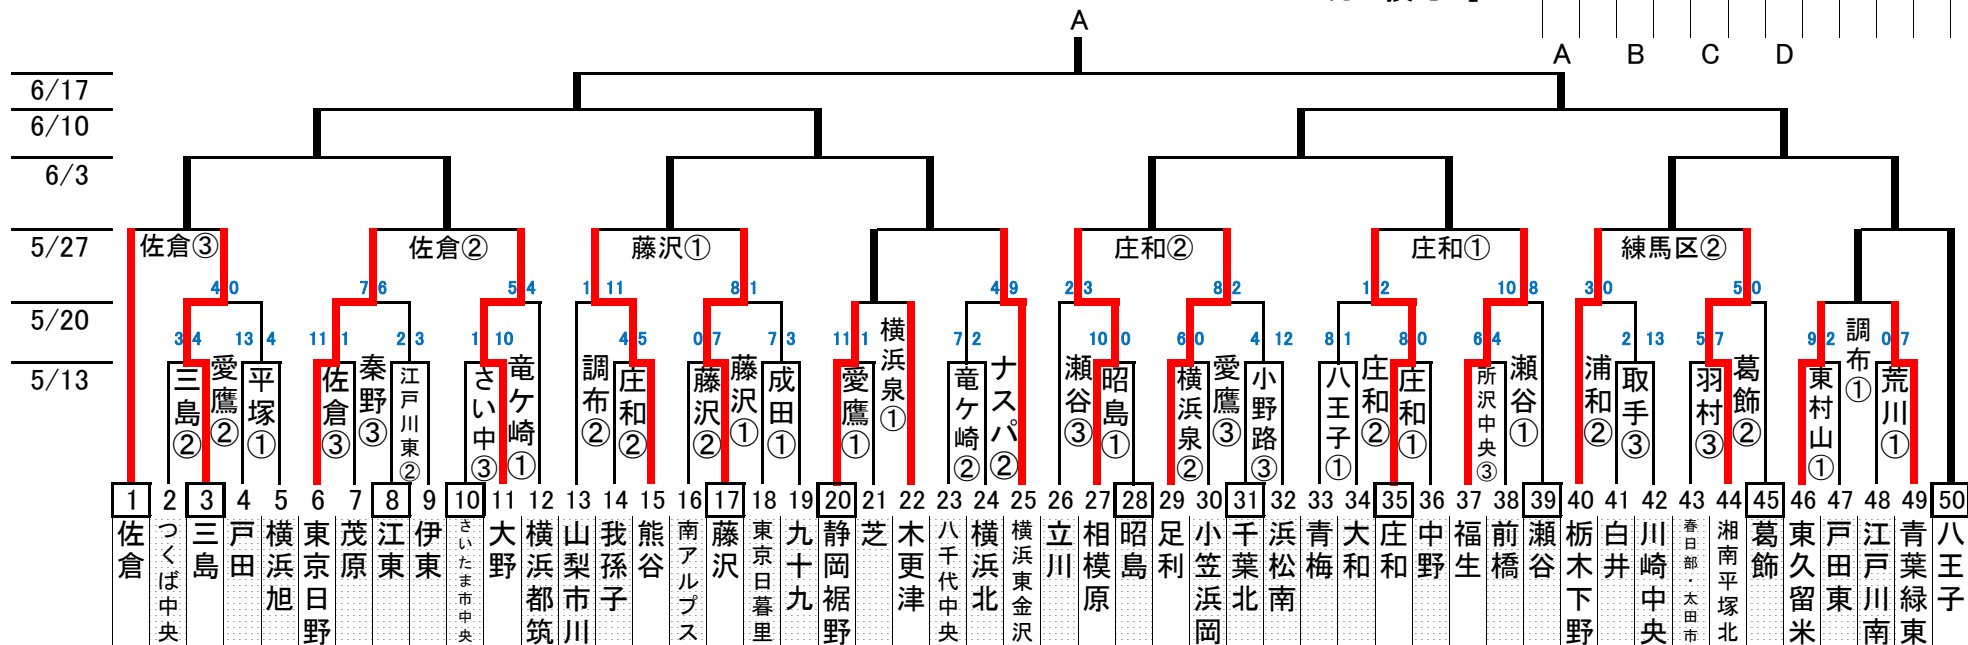 A
A B C D
6/17
6/10
6/3
5/27
佐倉③ 佐倉② 藤沢① 庄和② 庄和① 練馬区②
4 0 7 6 5 4 1 11 8 1 4 9 2 3 8 2 1 2 10 8 3 0 5 0
5/20
3 4 13 4 11 1 2 3 1 10 4 5 0 7 7 3 11 1 7 2 10 0 6 0 4 12 8 1 8 0 6 4 2 13 5 7 9 2 0 7
5/13
三島②
愛鷹②
平塚①
佐倉③
秦野③
江戸川東②
さい中③
竜ケ崎①
調布②
庄和②
藤沢②
藤沢①
成田①
愛鷹①
横浜泉①
竜ケ崎②
ナスパ②
瀬谷③
昭島①
横浜泉②
愛鷹③
小野路③
八王子①
庄和②
庄和①
所沢中央③
瀬谷①
浦和②
取手③
羽村③
葛飾②
東村山①
調布①
荒川①
1 2 3 4 5 6 7 8 9 10 11 12 13 14 15 16 17 18 19 20 21 22 23 24 25 26 27 28 29 30 31 32 33 34 35 36 37 38 39 40 41 42 43 44 45 46 47 48 49 50
佐倉
つくば中央
三島
戸田
横浜旭
東京日野
茂原
江東
伊東
さいたま市中央
大野
横浜都筑
山梨市川
我孫子
熊谷
南アルプス
藤沢
東京日暮里
九十九
静岡裾野
芝
木更津
八千代中央
横浜北
横浜東金沢
立川
相模原
昭島
足利
小笠浜岡
千葉北
浜松南
青梅
大和
庄和
中野
福生
前橋
瀬谷
栃木下野
白井
川崎中央
春日部・太田市
湘南平塚北
葛飾
東久留米
戸田東
江戸川南
青葉緑東
八王子